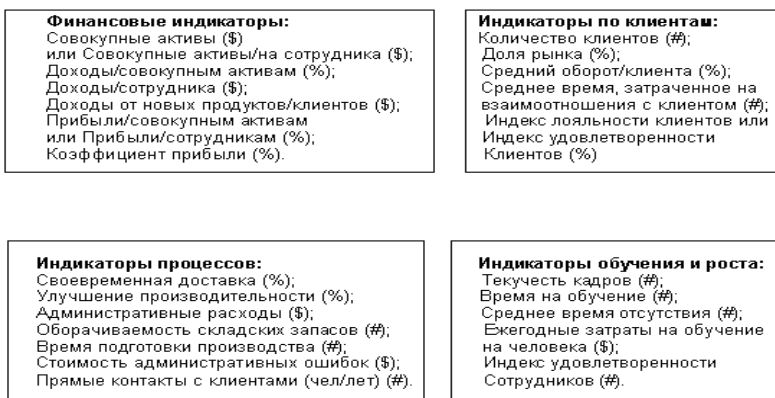 Финансовые индикаторы:
Совокупные активы ($)
или Совокупные активы/на сотрудника ($);
Доходы/совокупным активам (%);
Доходы/сотрудника ($);
Доходы от новых продуктов/клиентов ($);
Прибыли/совокупным активам
или Прибыли/сотрудникам (%);
Коэффициент прибыли (%).
Индикаторы по клиентам:
Количество клиентов (#);
Доля рынка (%);
Средний оборот/клиента (%);
Среднее время, затраченное на
взаимоотношения с клиентом (#);
Индекс лояльности клиентов или
Индекс удовлетворенности
Клиентов (%)
Индикаторы процессов:
Своевременная доставка (%);
Улучшение производительности (%);
Административные расходы ($);
Оборачиваемость складских запасов (#);
Время подготовки производства (#);
Стоимость административных ошибок ($);
Прямые контакты с клиентами (чел/лет) (#).
Индикаторы обучения и роста:
Текучесть кадров (#);
Время на обучение (#);
Среднее время отсутствия (#);
Ежегодные затраты на обучение
на человека ($);
Индекс удовлетворенности
Сотрудников (#).